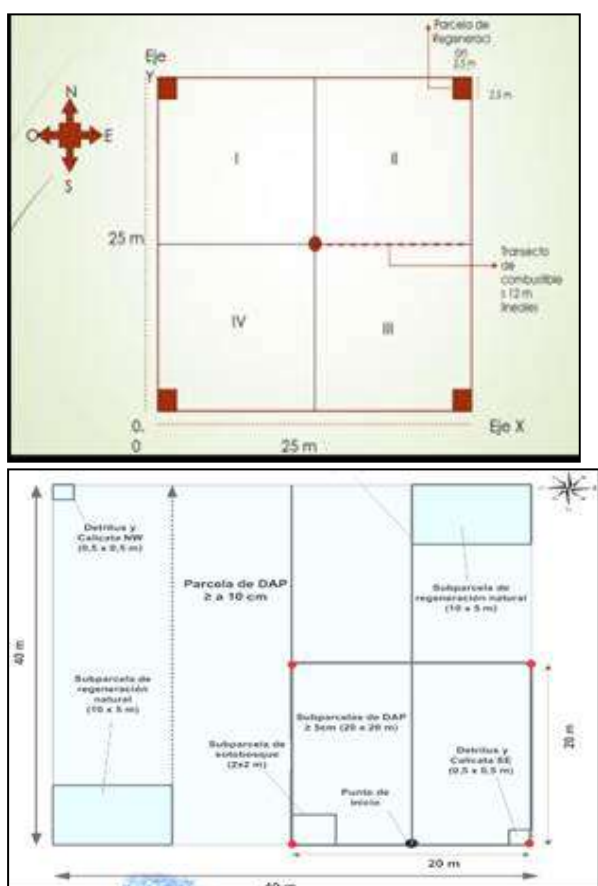 Parcela de
Regeneraci
ón
2.5 m
2.5 m
Eje
Y
N
O
E
S
I
II
25 m
Transecto
de
combustible
s 12 m
lineales
IV
III
0.
0
25 m
Eje X
Detritus y
Calicata NW
(0,5 x 0,5 m)
Parcela de DAP
≥ a 10 cm
Subparcela de
regeneración natural
(10 x 5 m)
40 m
Subparcela de
regeneración
natural
(10 x 5 m)
Subparcelas de DAP
≥ 5cm (20 x 20 m)
Subparcela de
sotobosque
(2x2 m)
Detritus y
Calicata SE
(0,5 x 0,5 m)
20 m
Punto de
inicio
20 m
40 m